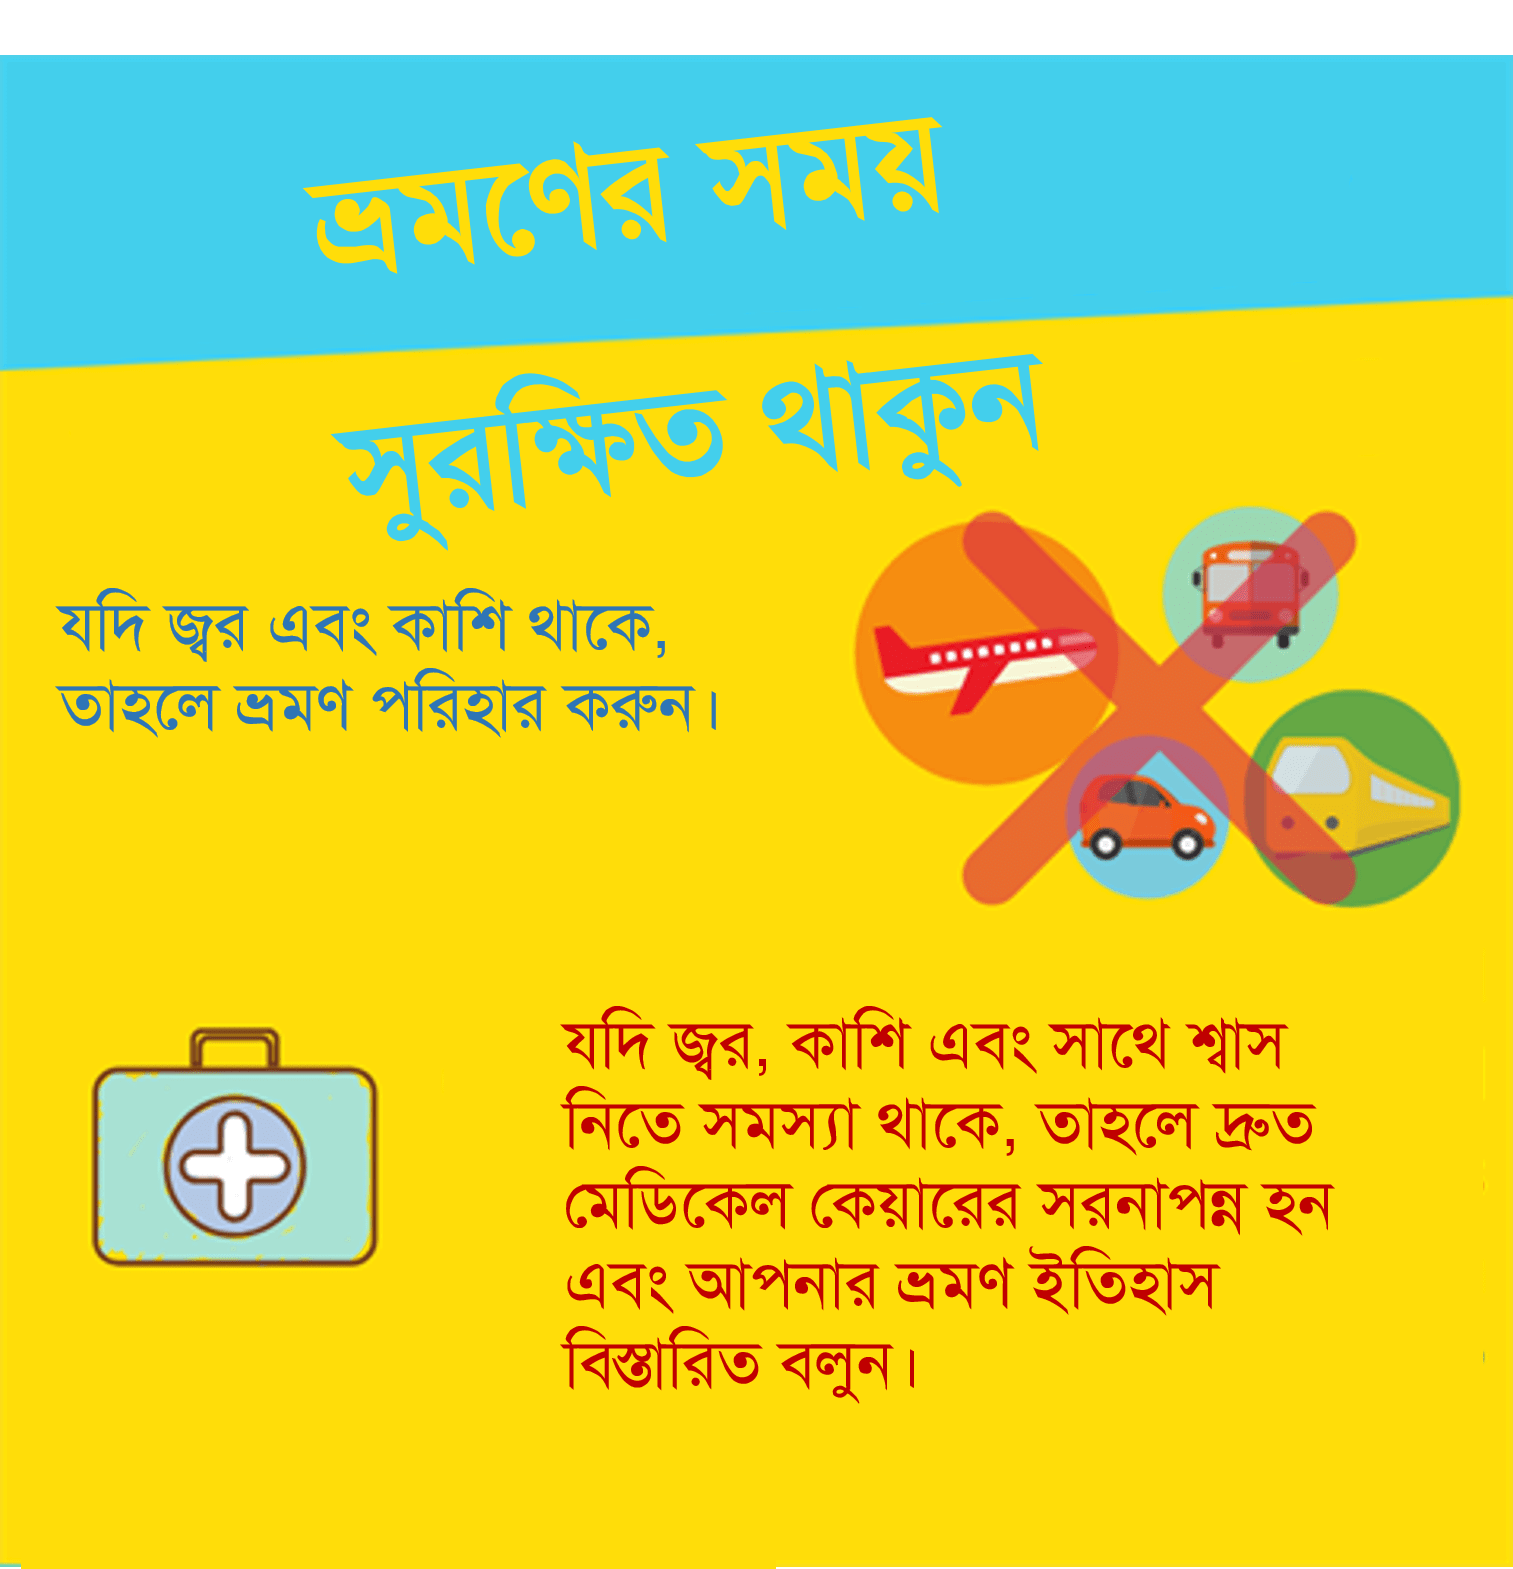 ভ্রমণের সময়
সুরক্ষিত থাকুন
যদি জ্বর এবং কাশি থাকে,
তাহলে ভ্রমণ পরিহার করুন।
যদি জ্বর, কাশি এবং সাথে শ্বাস
নিতে সমস্যা থাকে, তাহলে দ্রুত
মেডিকেল কেয়ারের সরনাপন্ন হন
এবং আপনার ভ্রমণ ইতিহাস
বিস্তারিত বলুন।